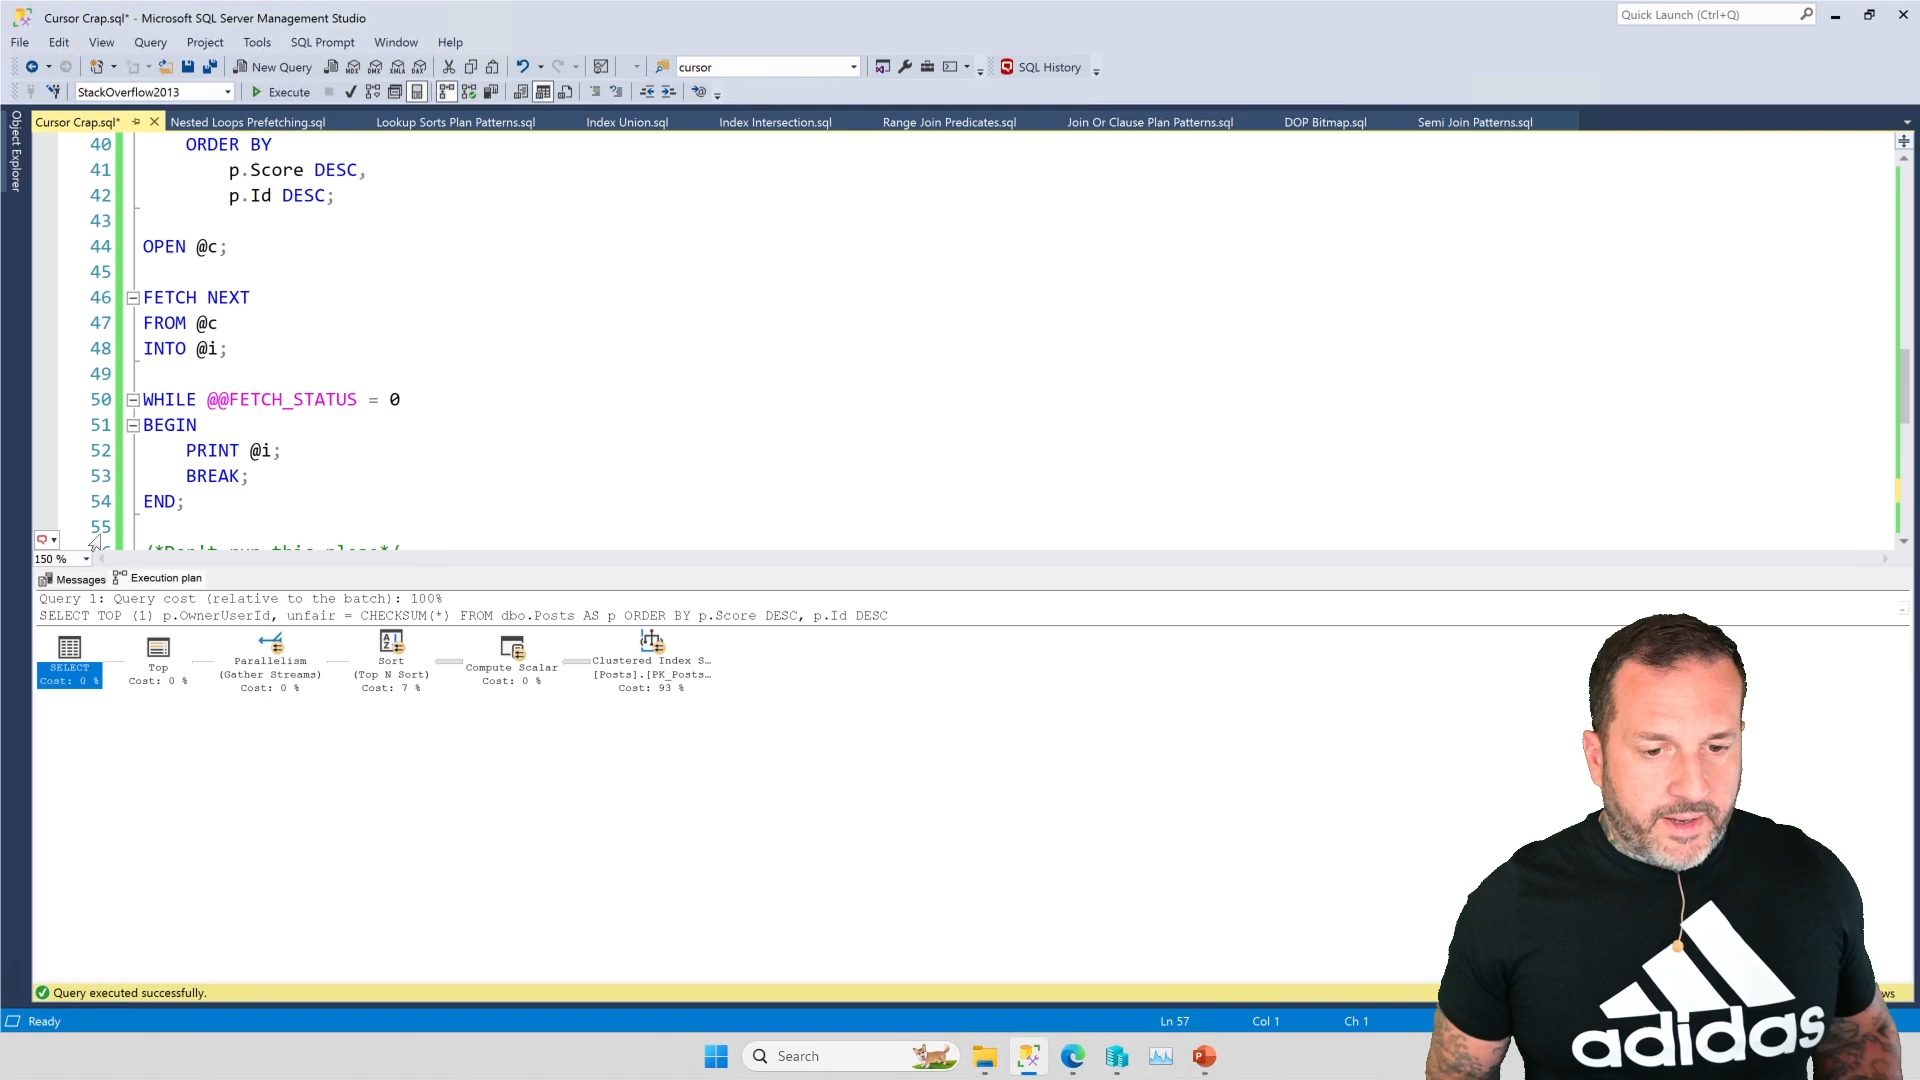 Cursor Crap.sql* - Microsoft SQL Server Management Studio
Quick Launch (Ctrl+Q)
File Edit View Query Project Tools SQL Prompt Window Help
New Query MDX DMX XMLA DAX cursor SQL History
StackOverflow2013 Execute
Object Explorer
Cursor Crap.sql* Nested Loops Prefetching.sql Lookup Sorts Plan Patterns.sql Index Union.sql Index Intersection.sql Range Join Predicates.sql Join Or Clause Plan Patterns.sql DOP Bitmap.sql Semi Join Patterns.sql
40 ORDER BY
41 p.Score DESC,
42 p.Id DESC;
43
44 OPEN @c;
45
46 FETCH NEXT
47 FROM @c
48 INTO @i;
49
50 WHILE @@FETCH_STATUS = 0
51 BEGIN
52 PRINT @i;
53 BREAK;
54 END;
55
150 %
Messages Execution plan
Query 1: Query cost (relative to the batch): 100%
SELECT TOP (1) p.OwnerUserId, unfair = CHECKSUM(*) FROM dbo.Posts AS p ORDER BY p.Score DESC, p.Id DESC
SELECT
Cost: 0 %
Top
Cost: 0 %
Parallelism
(Gather Streams)
Cost: 0 %
Sort
(Top N Sort)
Cost: 7 %
Compute Scalar
Cost: 0 %
Clustered Index S…
[Posts].[PK_Posts…
Cost: 93 %
adidas
Query executed successfully.
Ready Ln 57 Col 1 Ch 1
Search